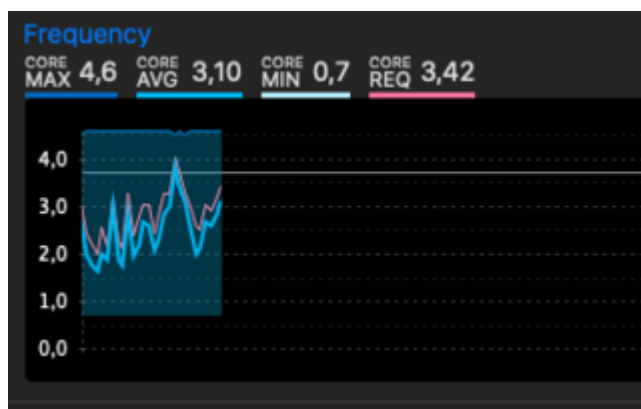 Frequency
CORE MAX 4,6 CORE AVG 3,10 CORE MIN 0,7 CORE REQ 3,42
4,0
3,0
2,0
1,0
0,0